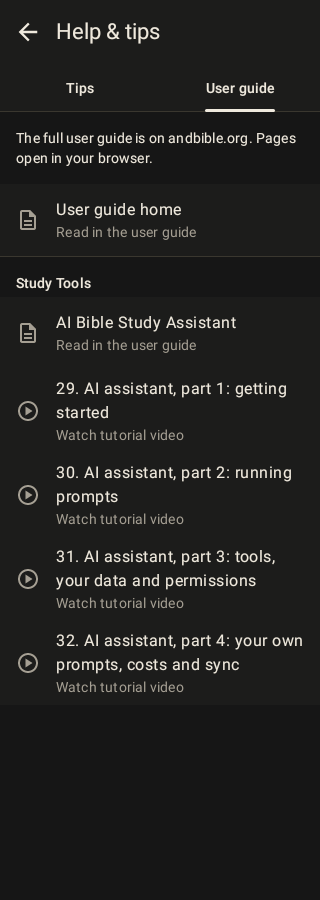 Help & tips
Tips
User guide
The full user guide is on andbible.org. Pages
open in your browser.
User guide home
Read in the user guide
Study Tools
AI Bible Study Assistant
Read in the user guide
29. AI assistant, part 1: getting
started
Watch tutorial video
30. AI assistant, part 2: running
prompts
Watch tutorial video
31. AI assistant, part 3: tools,
your data and permissions
Watch tutorial video
32. AI assistant, part 4: your own
prompts, costs and sync
Watch tutorial video